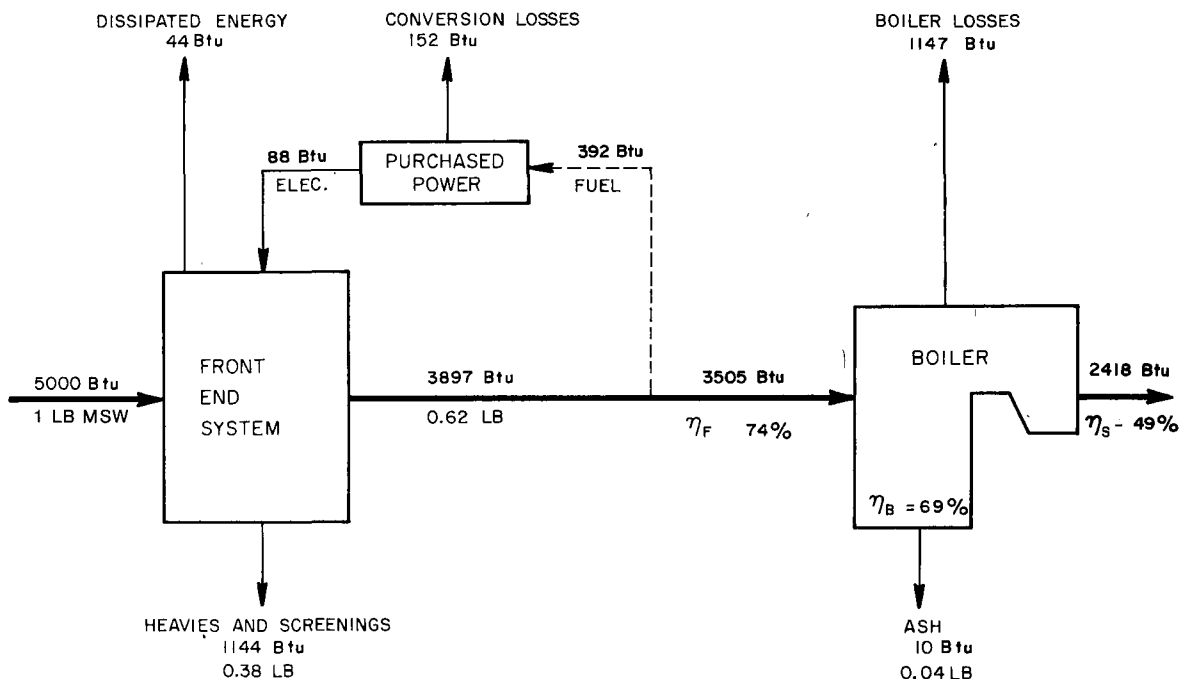 DISSIPATED ENERGY
44 Btu
CONVERSION LOSSES
152 Btu
BOILER LOSSES
1147 Btu
88 Btu
ELEC.
PURCHASED
POWER
392 Btu
FUEL
5000 Btu
1 LB MSW
FRONT
END
SYSTEM
3897 Btu
0.62 LB
3505 Btu
ηF 74%
BOILER
ηB = 69%
2418 Btu
ηS - 49%
HEAVIES AND SCREENINGS
1144 Btu
0.38 LB
ASH
10 Btu
0.04 LB